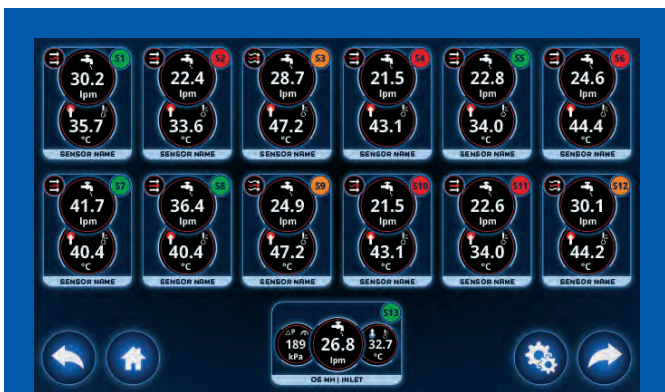 S1 S2 S3 S4 S5 S6
30.2 22.4 28.7 21.5 22.8 24.6
lpm lpm lpm lpm lpm lpm
35.7 33.6 47.2 43.1 34.0 44.4
°C °C °C °C °C °C
SENSOR NAME SENSOR NAME SENSOR NAME SENSOR NAME SENSOR NAME SENSOR NAME
S7 S8 S9 S10 S11 S12
41.7 36.4 24.9 21.5 22.6 30.1
lpm lpm lpm lpm lpm lpm
40.4 40.4 47.2 43.1 34.0 44.2
°C °C °C °C °C °C
SENSOR NAME SENSOR NAME SENSOR NAME SENSOR NAME SENSOR NAME SENSOR NAME
S13
ΔP
189 26.8 32.7
kPa lpm °C
06 MM | INLET